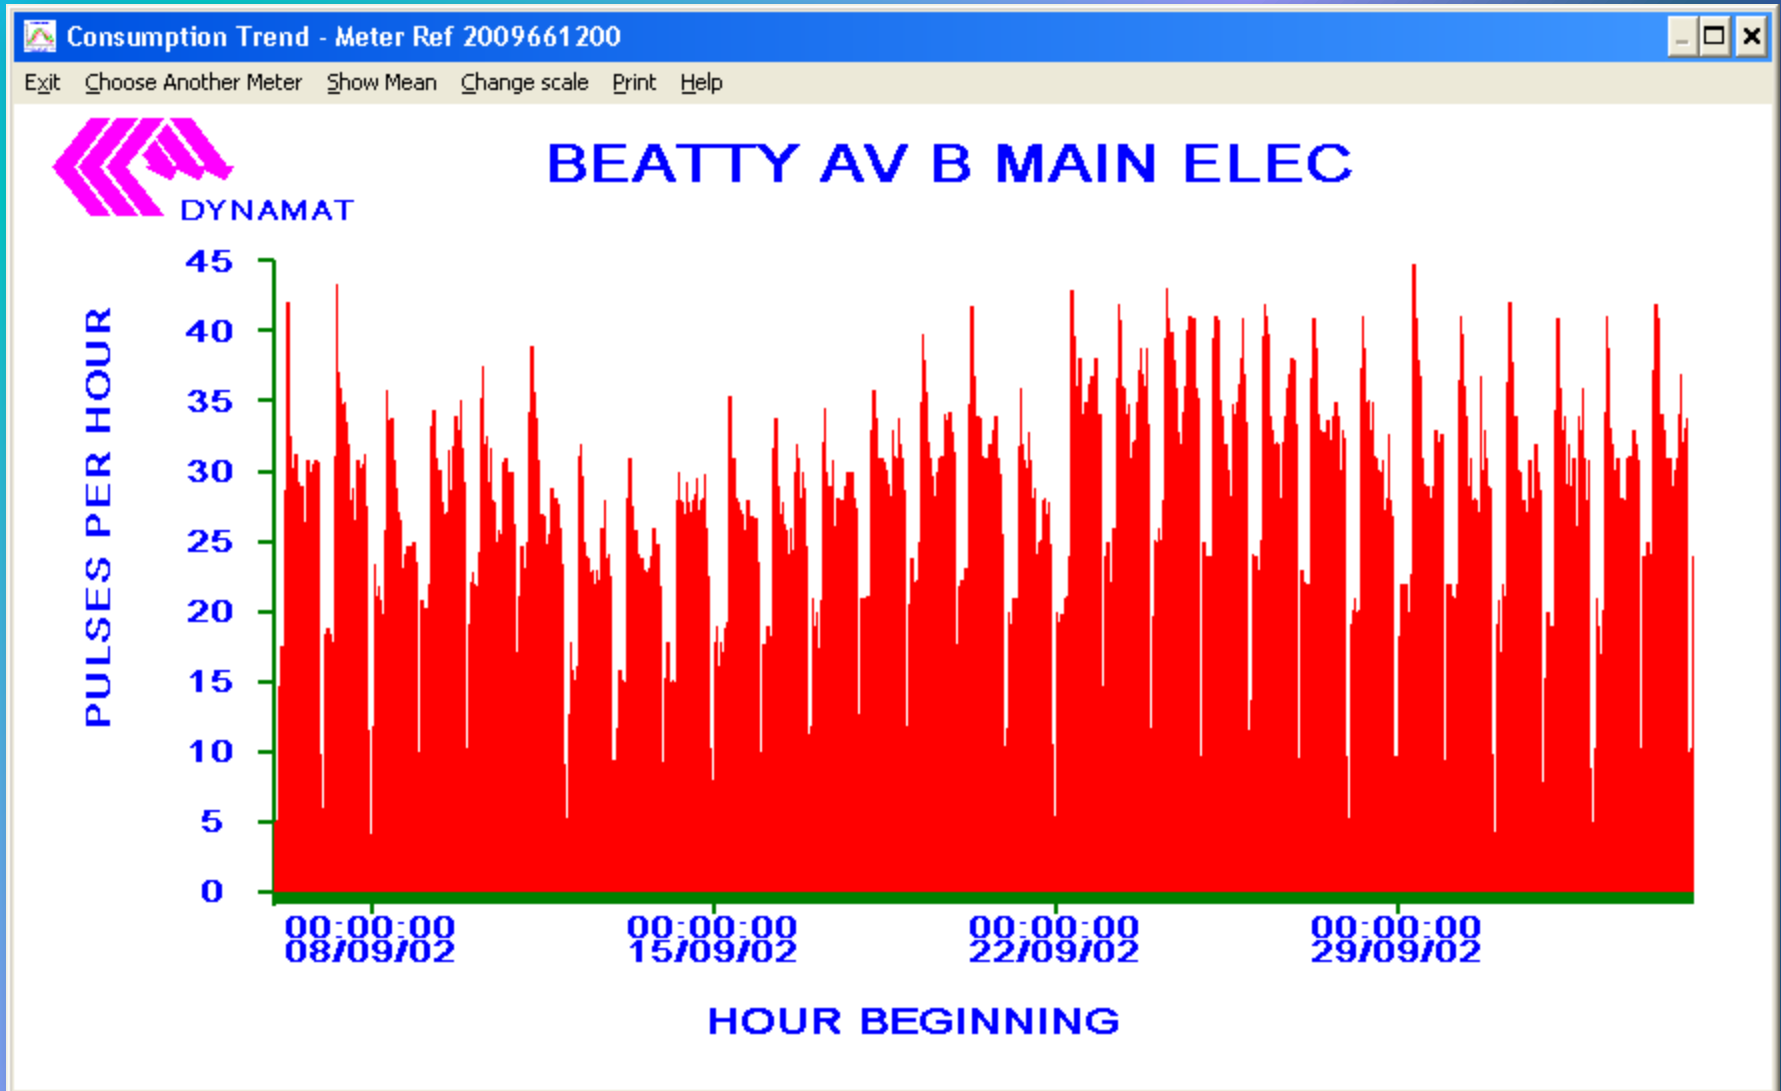 Consumption Trend - Meter Ref 2009661200
Exit Choose Another Meter Show Mean Change scale Print Help
BEATTY AV B MAIN ELEC
DYNAMAT
PULSES PER HOUR
45
40
35
30
25
20
15
10
5
0
00:00:00 00:00:00 00:00:00 00:00:00
08/09/02 15/09/02 22/09/02 29/09/02
HOUR BEGINNING